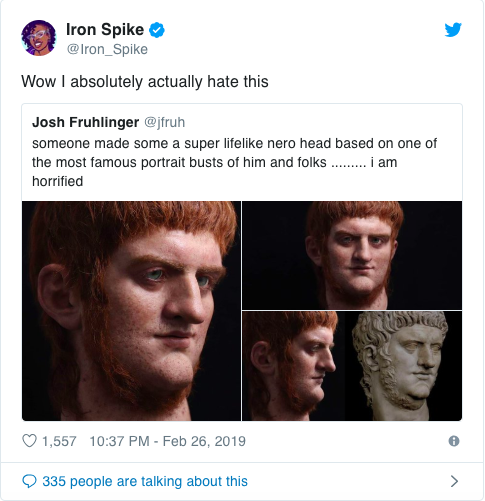 Iron Spike
@Iron_Spike
Wow I absolutely actually hate this
Josh Fruhlinger @jfruh
someone made some a super lifelike nero head based on one of
the most famous portrait busts of him and folks ......... i am
horrified
1,557 10:37 PM - Feb 26, 2019
335 people are talking about this